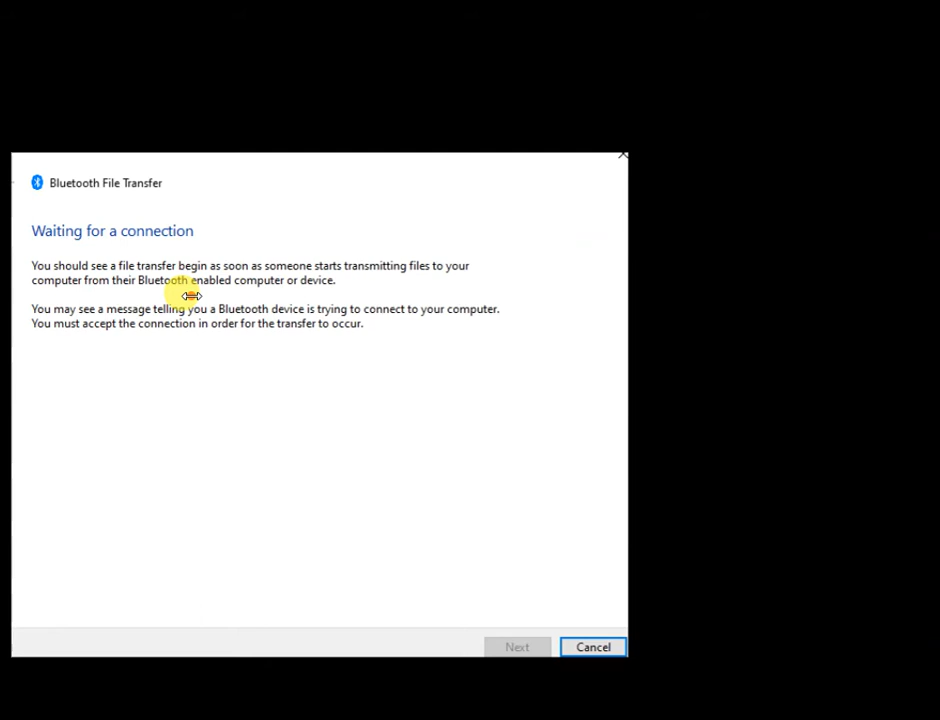 Bluetooth File Transfer
Waiting for a connection
You should see a file transfer begin as soon as someone starts transmitting files to your
computer from their Bluetooth enabled computer or device.
You may see a message telling you a Bluetooth device is trying to connect to your computer.
You must accept the connection in order for the transfer to occur.
Next
Cancel